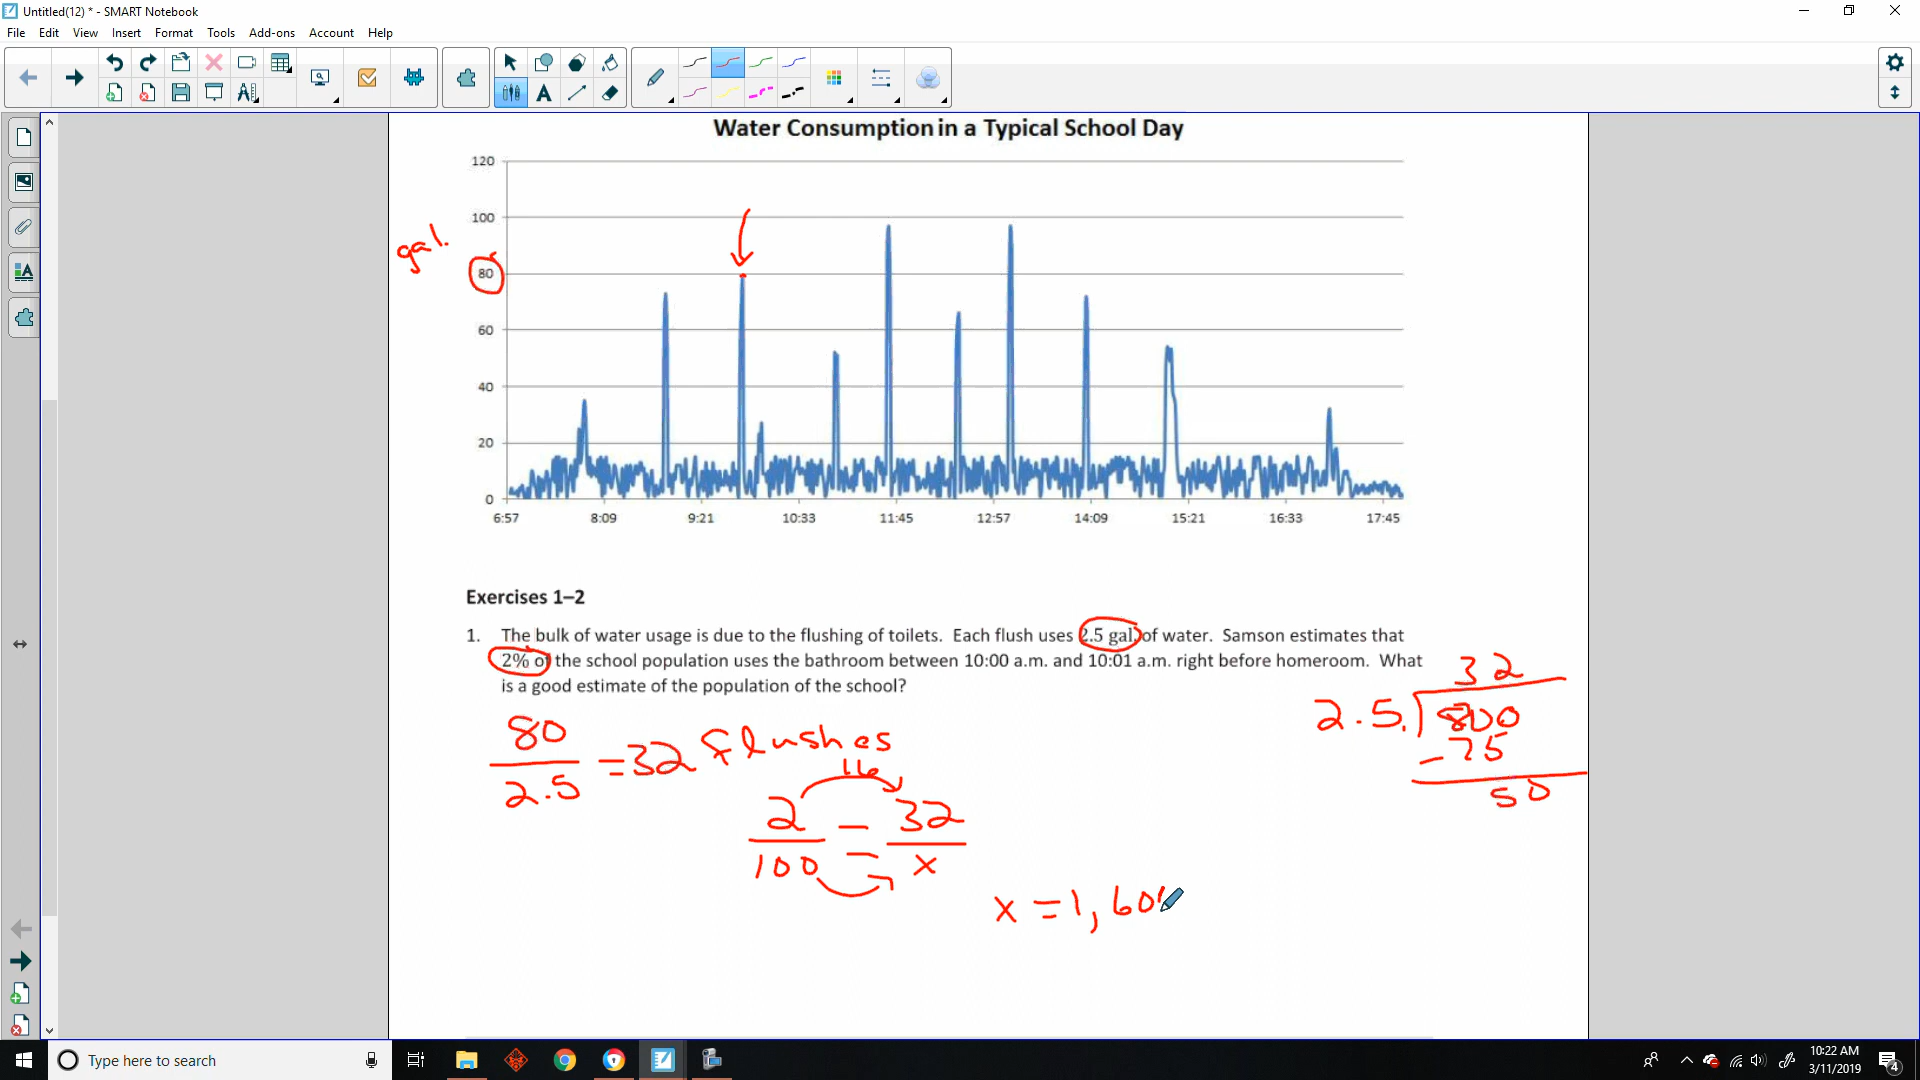 Untitled(12) * - SMART Notebook
File Edit View Insert Format Tools Add-ons Account Help
Water Consumption in a Typical School Day
120
100
gal.
80
60
40
20
0
6:57 8:09 9:21 10:33 11:45 12:57 14:09 15:21 16:33 17:45
Exercises 1–2
1. The bulk of water usage is due to the flushing of toilets. Each flush uses 2.5 gal. of water. Samson estimates that
2% of the school population uses the bathroom between 10:00 a.m. and 10:01 a.m. right before homeroom. What
is a good estimate of the population of the school?
80
2.5
= 32 flushes
16
2 = 32
100 x
x = 1,60
32
2.5. 800
- 75
50
Type here to search
10:22 AM
3/11/2019
4